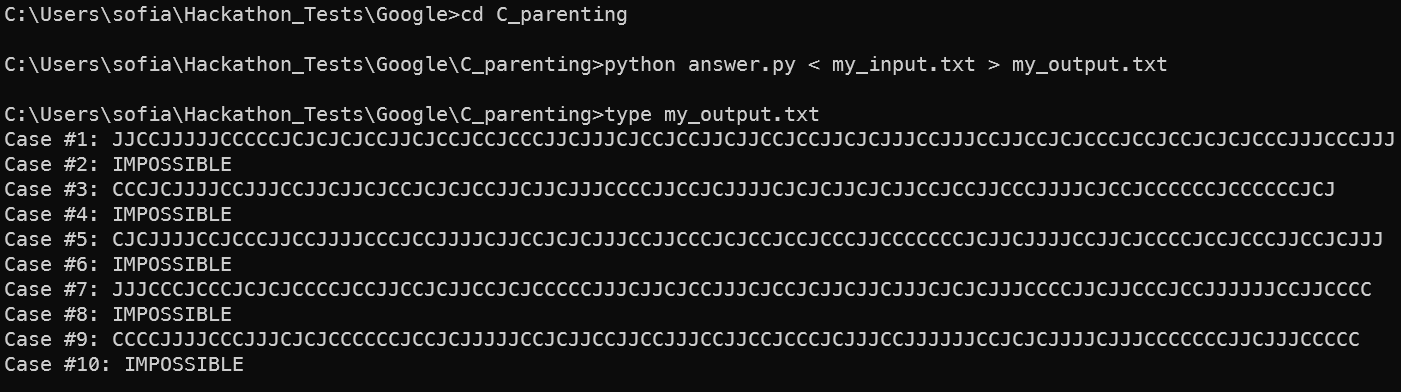 C:\Users\sofia\Hackathon_Tests\Google>cd C_parenting
C:\Users\sofia\Hackathon_Tests\Google\C_parenting>python answer.py < my_input.txt > my_output.txt
C:\Users\sofia\Hackathon_Tests\Google\C_parenting>type my_output.txt
Case #1: JJCCJJJJJCCCCCJCJCJCJCCJJCJCCJCCJCCCJJCJJJCJCCJCCJJCJJCCJCCJJCJCJJJCCJJJCCJJCCJCJCCCJCCJCCJCJCJCCCJJJCCCJJJ
Case #2: IMPOSSIBLE
Case #3: CCCJCJJJJCCJJJCCJJCJJCJCCJCJCJCCJJCJJCJJJCCCCJJCCJCJJJJCJCJCJJCJCJJCCJCCJJCCCJJJJCJCCJCCCCCCJCCCCCCJCJ
Case #4: IMPOSSIBLE
Case #5: CJCJJJJCCJCCCJJCCJJJJCCCJCCJJJJCJJCCJCJCJJJCCJJCCCJCJCCJCCJCCCJJCCCCCCCJCJJCJJJJCCJJCJCCCCJCCJCCCJJCCJCJJJ
Case #6: IMPOSSIBLE
Case #7: JJJCCCJCCCJCJCJCCCCJCCJJCCJCJJCCJCJCCCCCJJJCJJCJCCJJJCJCCJCJJCJJCJJJCJCJCJJJCCCCJJCJJCCCJCCJJJJJJCCJJCCCC
Case #8: IMPOSSIBLE
Case #9: CCCCJJJJCCCJJJCJCJCCCCCCJCCJCJJJJJCCJCJJCCJJCCJJJCCJJCCJCCCJCJJJCCJJJJJJCCJCJCJJJJCJJJCCCCCCCJJCJJJCCCCC
Case #10: IMPOSSIBLE